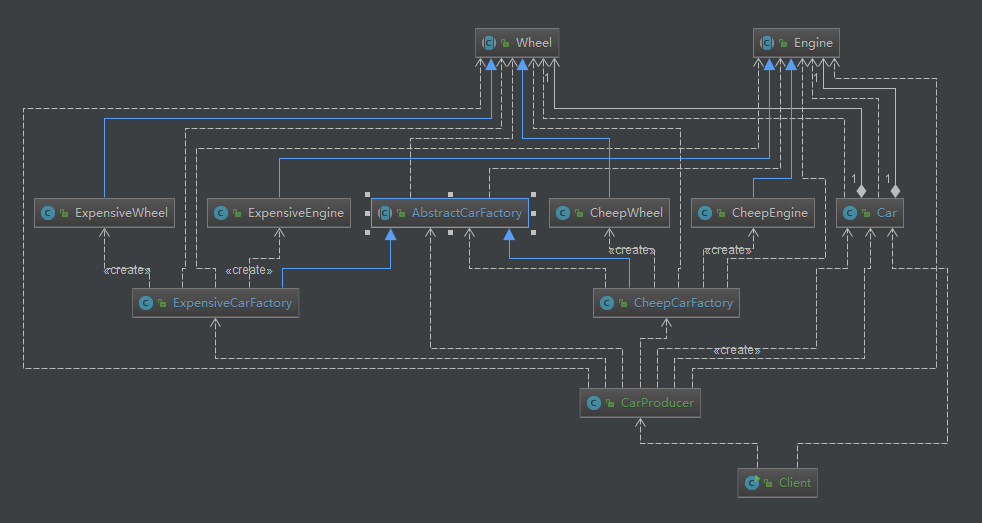 Wheel
Engine
1
1
1
1
ExpensiveWheel
ExpensiveEngine
AbstractCarFactory
CheepWheel
CheepEngine
Car
«create»
«create»
«create»
«create»
ExpensiveCarFactory
CheepCarFactory
«create»
CarProducer
Client